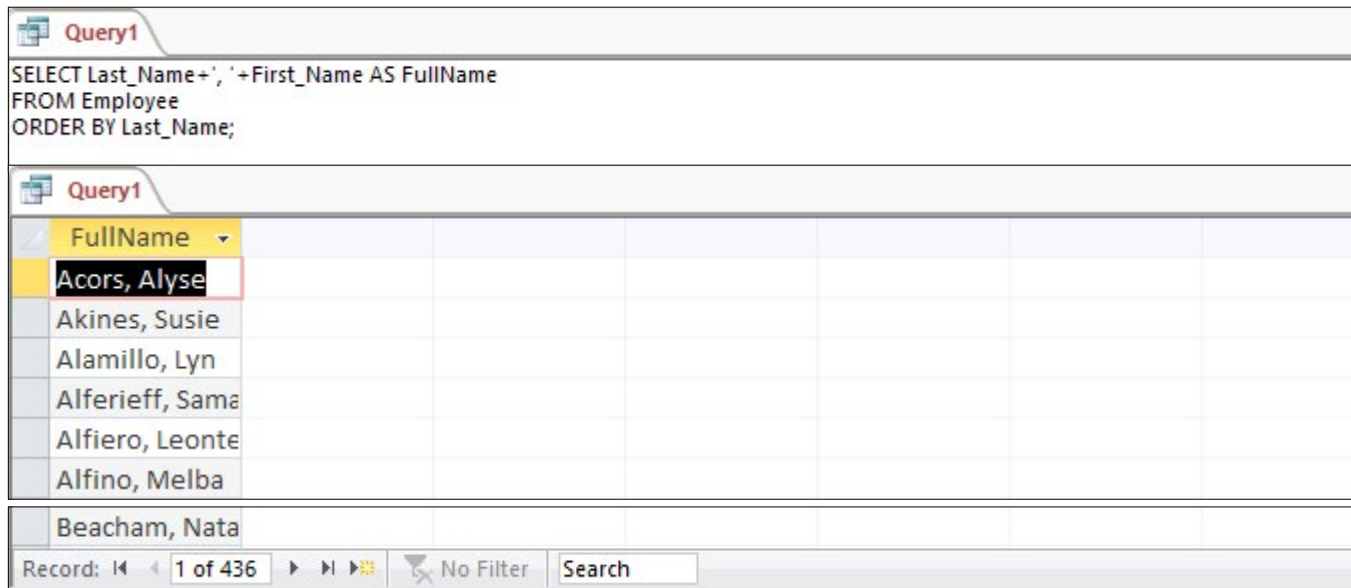 Query1
SELECT Last_Name+', '+First_Name AS FullName
FROM Employee
ORDER BY Last_Name;
Query1
FullName
Acors, Alyse
Akines, Susie
Alamillo, Lyn
Alferieff, Sama
Alfiero, Leonte
Alfino, Melba
Beacham, Nata
Record: 1 of 436 No Filter Search